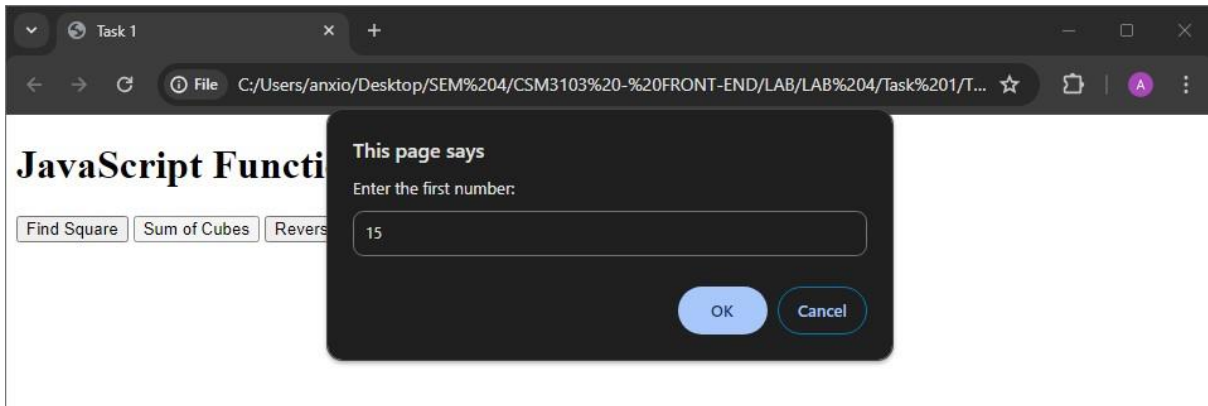 Task 1
File C:/Users/anxio/Desktop/SEM%204/CSM3103%20-%20FRONT-END/LAB/LAB%204/Task%201/T... A
This page says
JavaScript Functi
Enter the first number:
Find Square Sum of Cubes Revers
15
OK Cancel